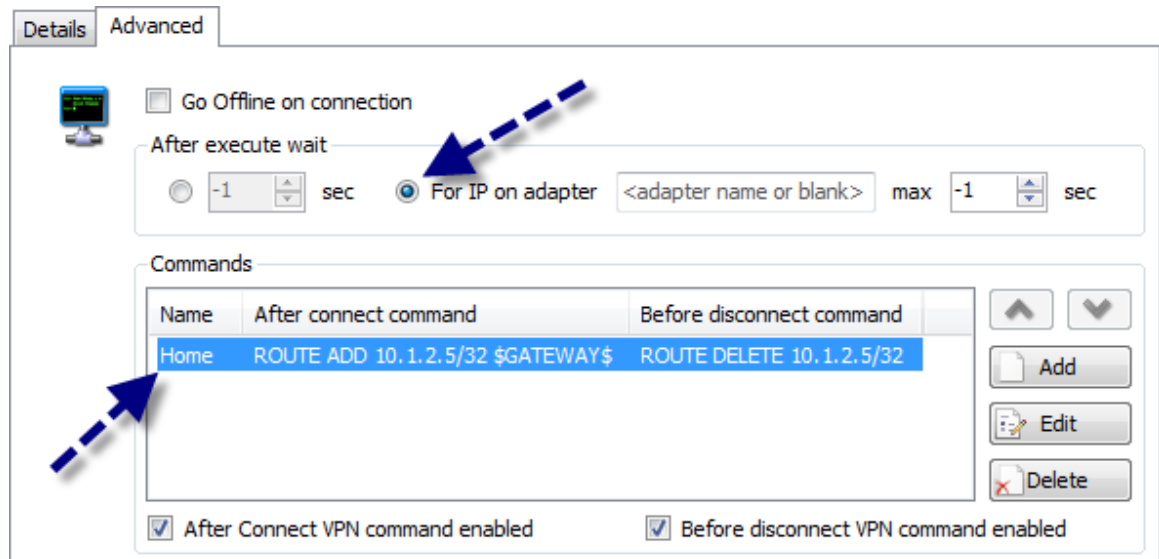 Details Advanced
Go Offline on connection
After execute wait
-1 sec For IP on adapter <adapter name or blank> max -1 sec
Commands
Name After connect command Before disconnect command
Home ROUTE ADD 10.1.2.5/32 $GATEWAY$ ROUTE DELETE 10.1.2.5/32
Add
Edit
Delete
After Connect VPN command enabled Before disconnect VPN command enabled